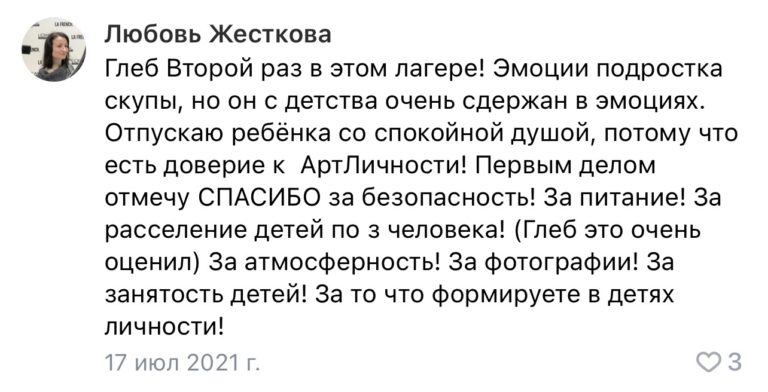 Любовь Жесткова
Глеб Второй раз в этом лагере! Эмоции подростка
скупы, но он с детства очень сдержан в эмоциях.
Отпускаю ребёнка со спокойной душой, потому что
есть доверие к  АртЛичности! Первым делом
отмечу СПАСИБО за безопасность! За питание! За
расселение детей по з человека! (Глеб это очень
оценил) За атмосферность! За фотографии! За
занятость детей! За то что формируете в детях
личности!
17 июл 2021 г.
3